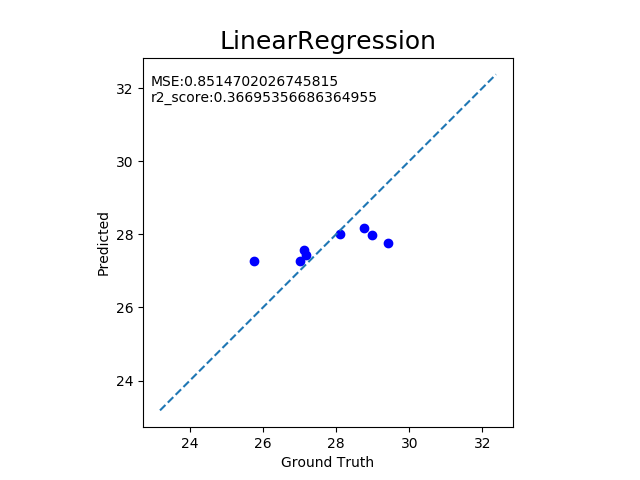 LinearRegression
MSE:0.8514702026745815
r2_score:0.36695356686364955
32
30
28
26
24
Predicted
24 26 28 30 32
Ground Truth